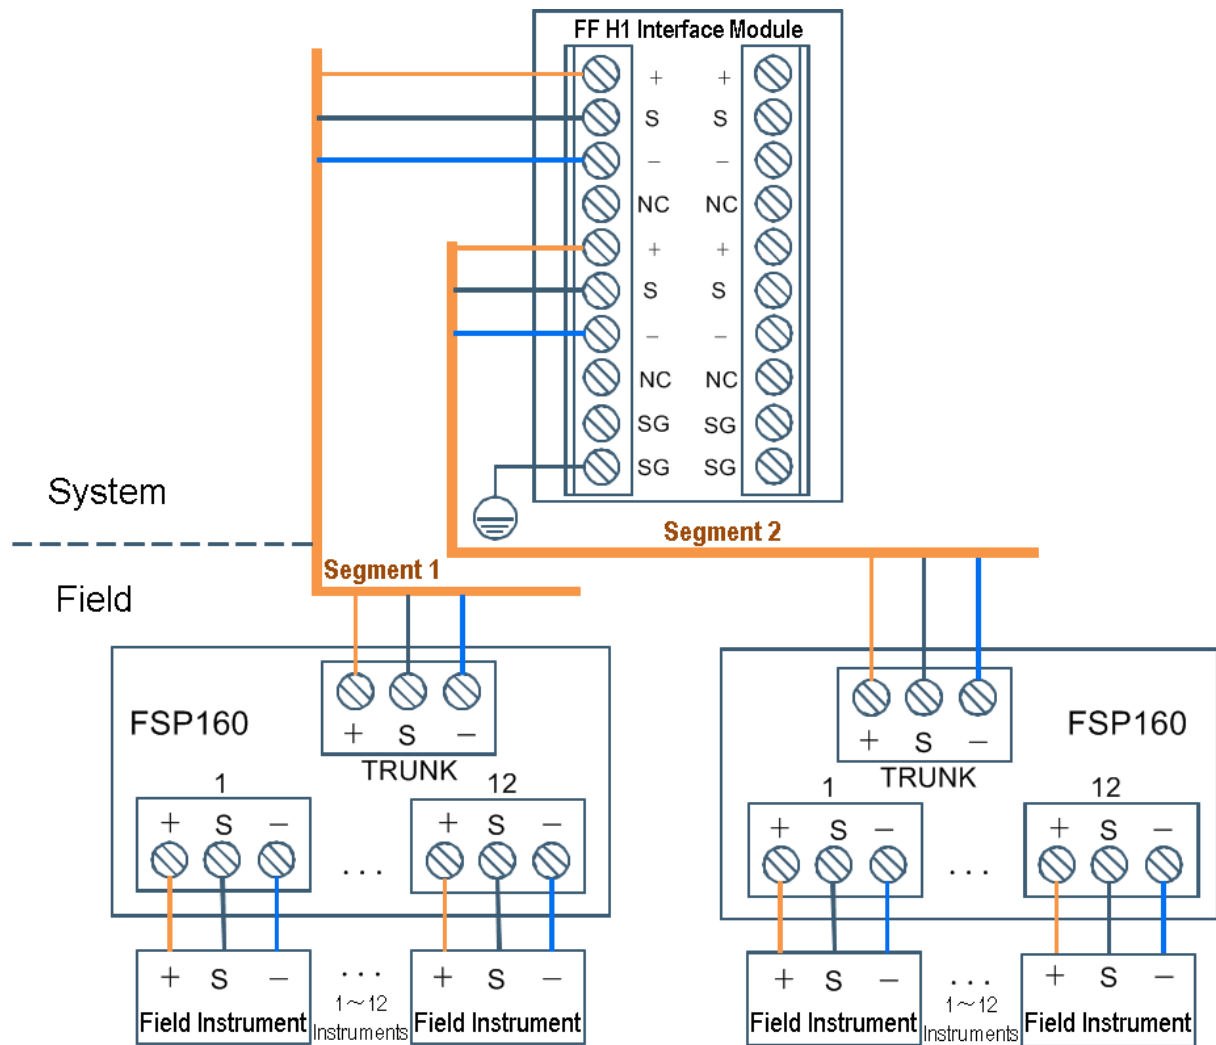 FF H1 Interface Module
+ +
S S
– –
NC NC
+ +
S S
– –
NC NC
SG SG
SG SG
System
Segment 2
Segment 1
Field
FSP160
+ S –
TRUNK
1 12
+ S – + S –
. . .
+ S – . . . + S –
1～12
Field Instrument Instruments Field Instrument
FSP160
+ S –
TRUNK
1 12
+ S – + S –
. . .
+ S – . . . + S –
1～12
Field Instrument Instruments Field Instrument